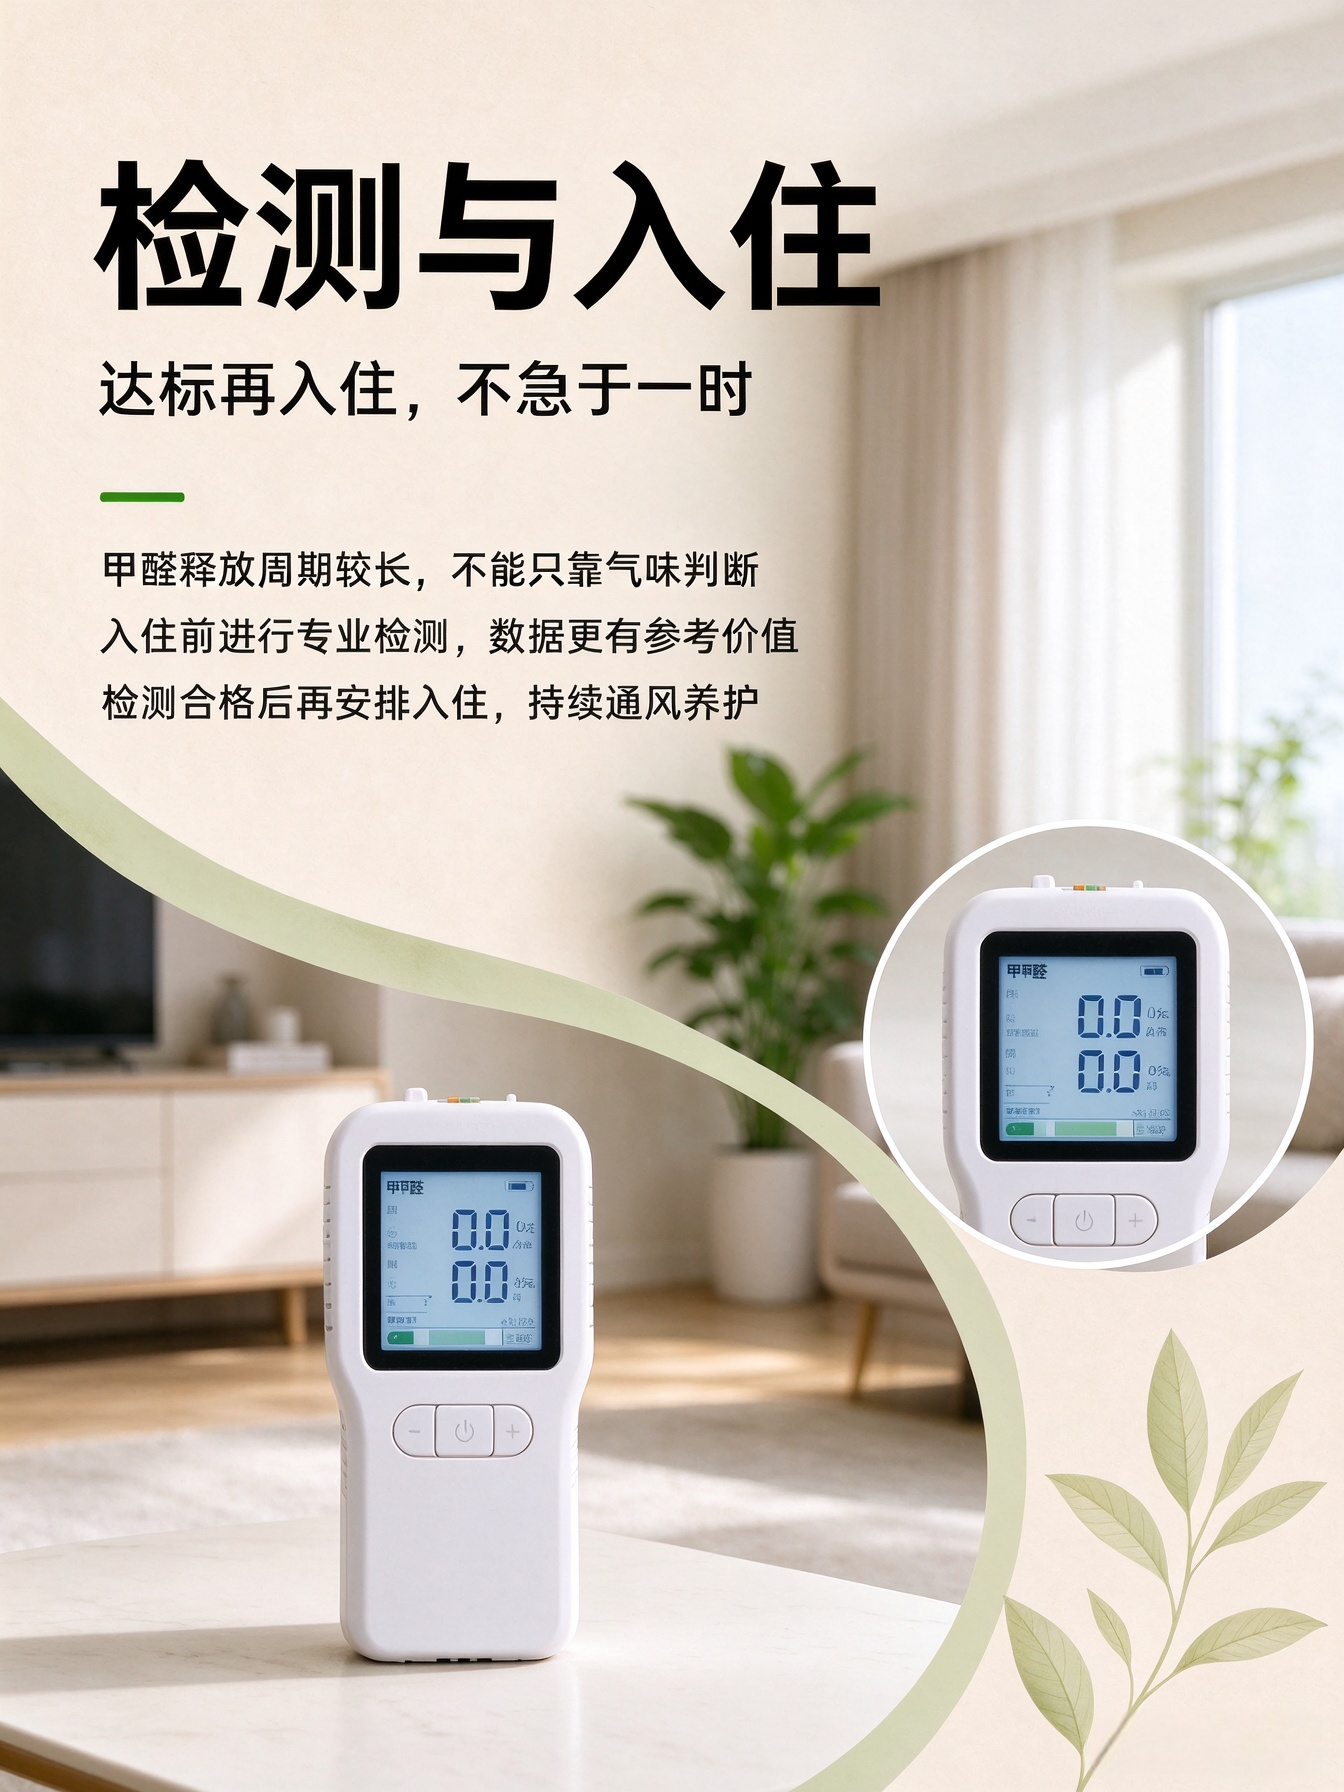 检测与入住
达标再入住，不急于一时
甲醛释放周期较长，不能只靠气味判断
入住前进行专业检测，数据更有参考价值
检测合格后再安排入住，持续通风养护
0.0
0.0
0.0
0.0